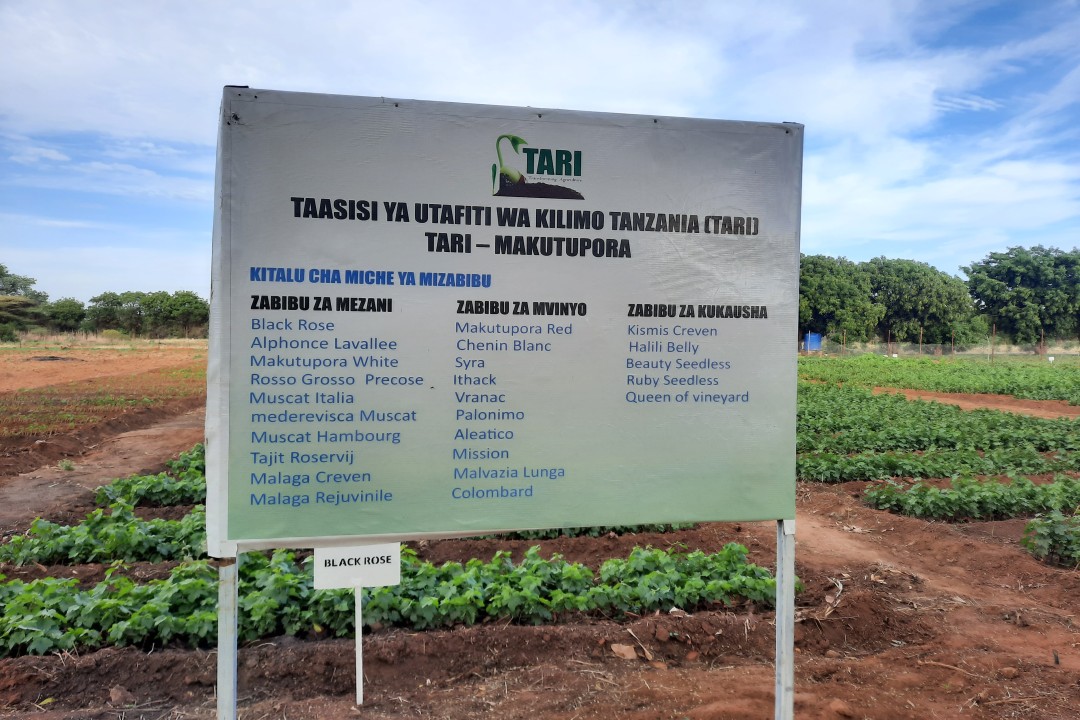 TARI
TAASISI YA UTAFITI WA KILIMO TANZANIA (TARI)
TARI – MAKUTUPORA
KITALU CHA MICHE YA MIZABIBU
ZABIBU ZA MEZANI
Black Rose
Alphonce Lavallee
Makutupora White
Rosso Grosso Precose
Muscat Italia
mederevisca Muscat
Muscat Hambourg
Tajit Roservij
Malaga Creven
Malaga Rejuvinile
ZABIBU ZA MVINYO
Makutupora Red
Chenin Blanc
Syra
Ithack
Vranac
Palonimo
Aleatico
Mission
Malvazia Lunga
Colombard
ZABIBU ZA KUKAUSHA
Kismis Creven
Halili Belly
Beauty Seedless
Ruby Seedless
Queen of vineyard
BLACK ROSE